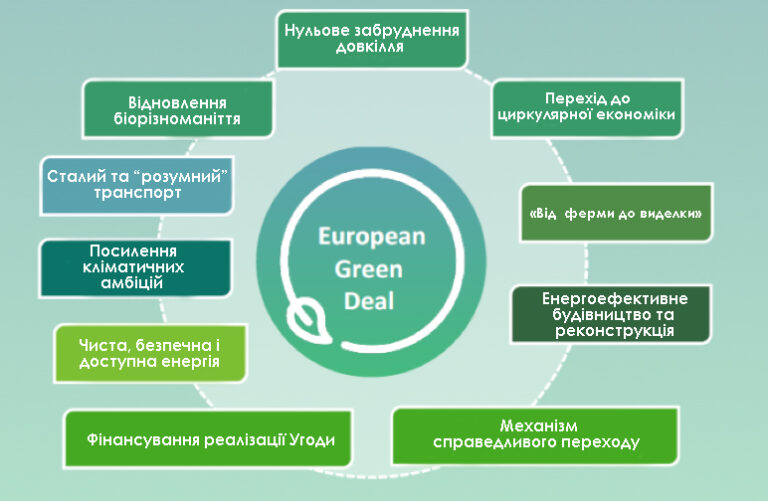 Нульове забруднення
довкілля
Відновлення
біорізноманіття
Перехід до
циркулярної економіки
Сталий та “розумний”
транспорт
«Від ферми до виделки»
European
Green
Deal
Посилення
кліматичних
амбіцій
Енергоефективне
будівництво та
реконструкція
Чиста, безпечна і
доступна енергія
Фінансування реалізації Угоди
Механізм
справедливого переходу